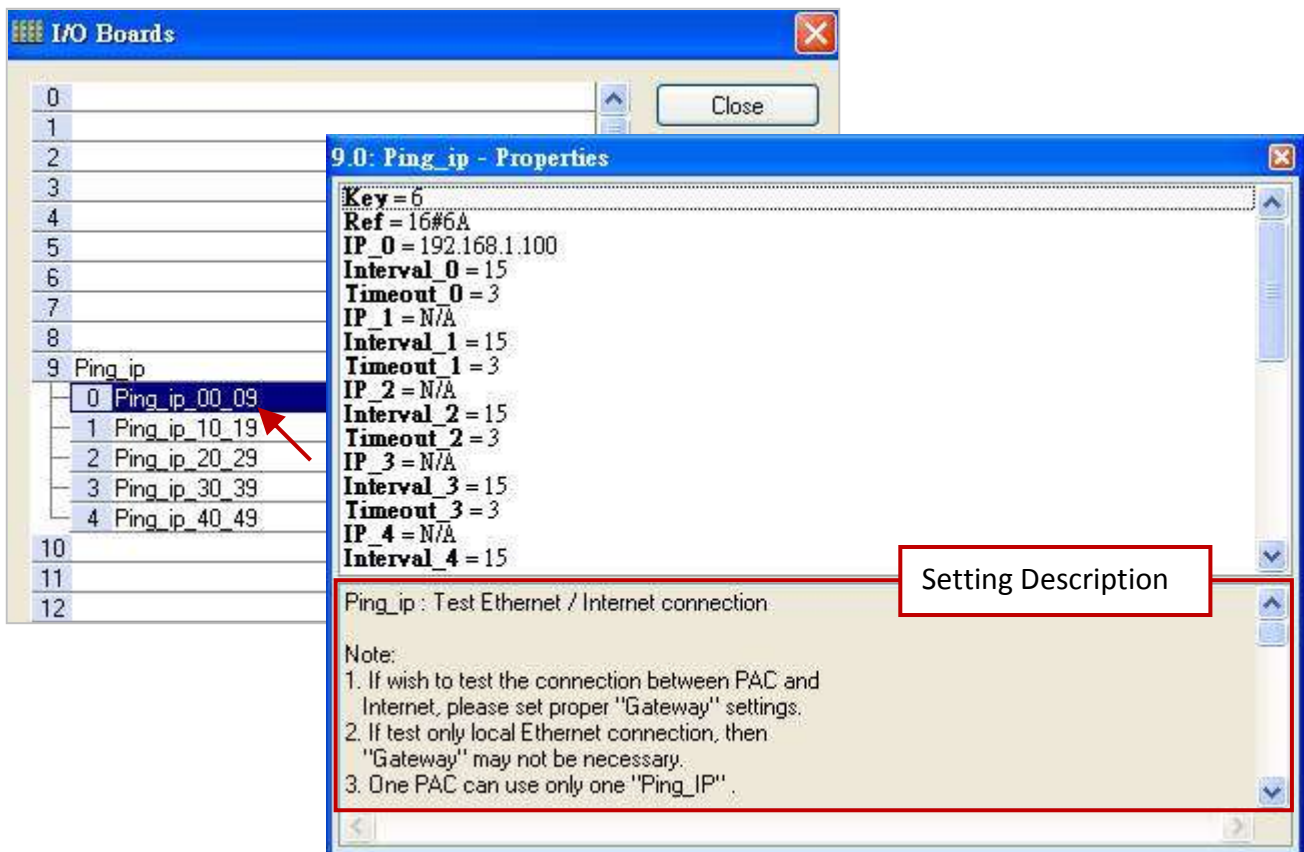 I/O Boards
0
1
2
3
4
5
6
7
8
9 Ping_ip
0 Ping_ip_00_09
1 Ping_ip_10_19
2 Ping_ip_20_29
3 Ping_ip_30_39
4 Ping_ip_40_49
10
11
12
Close
9.0: Ping_ip - Properties
Key = 6
Ref = 16#6A
IP_0 = 192.168.1.100
Interval_0 = 15
Timeout_0 = 3
IP_1 = N/A
Interval_1 = 15
Timeout_1 = 3
IP_2 = N/A
Interval_2 = 15
Timeout_2 = 3
IP_3 = N/A
Interval_3 = 15
Timeout_3 = 3
IP_4 = N/A
Interval_4 = 15
Setting Description
Ping_ip : Test Ethernet / Internet connection
Note:
1. If wish to test the connection between PAC and
Internet, please set proper "Gateway" settings.
2. If test only local Ethernet connection, then
"Gateway" may not be necessary.
3. One PAC can use only one "Ping_IP" .